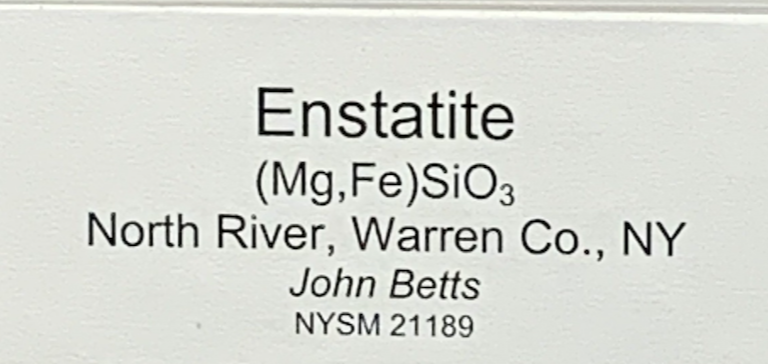 Enstatite
(Mg,Fe)SiO₃
North River, Warren Co., NY
John Betts
NYSM 21189